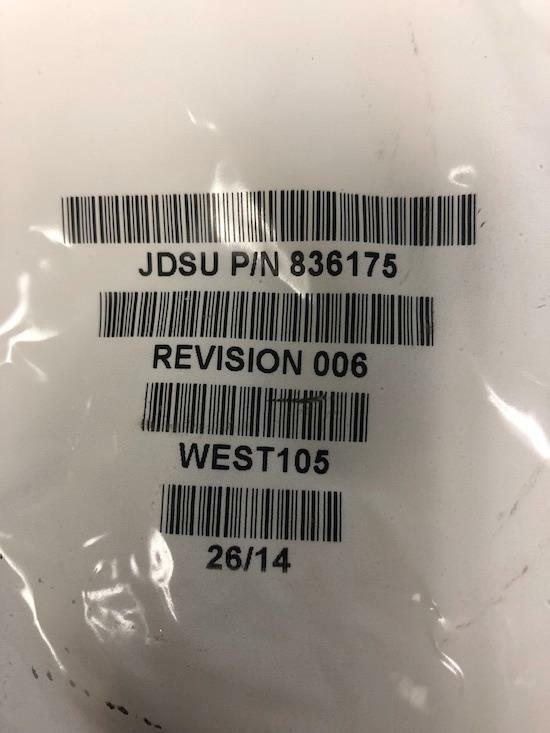 JDSU P/N 836175
REVISION 006
WEST105
26/14